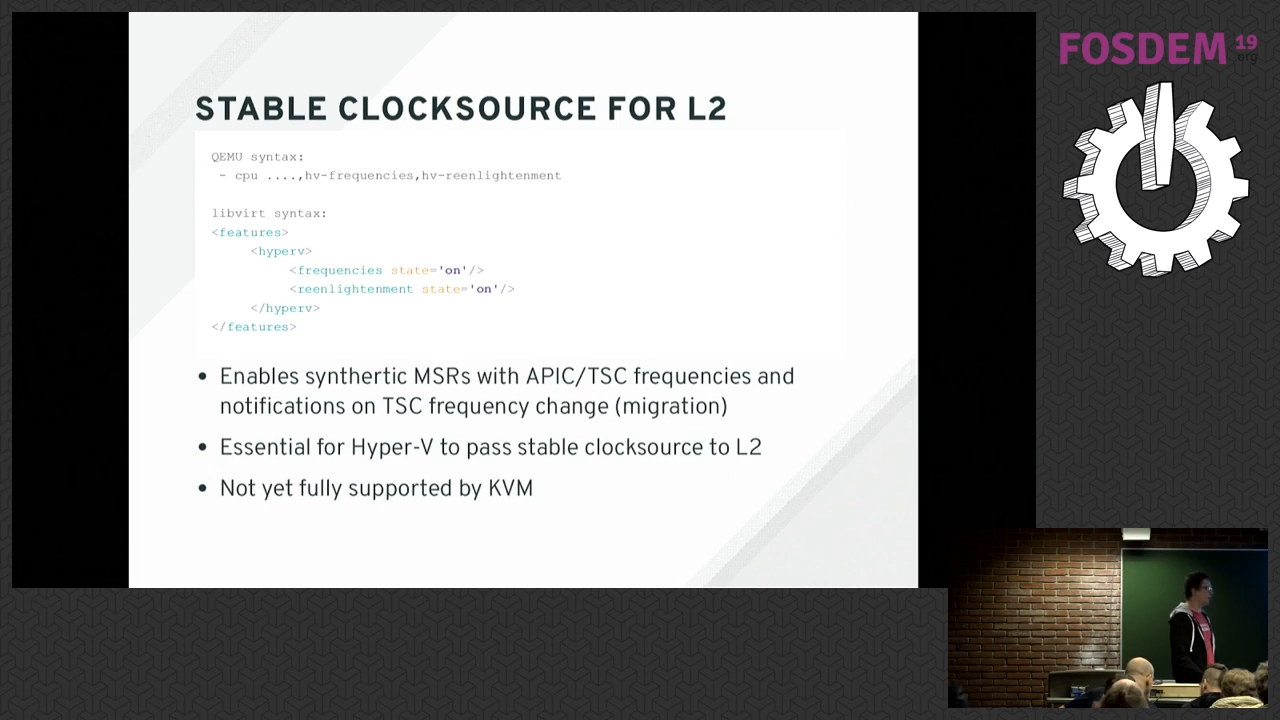 STABLE CLOCKSOURCE FOR L2
QEMU syntax:
- cpu ....,hv-frequencies,hv-reenlightenment
libvirt syntax:
<features>
<hyperv>
<frequencies state='on'/>
<reenlightenment state='on'/>
</hyperv>
</features>
• Enables synthertic MSRs with APIC/TSC frequencies and
notifications on TSC frequency change (migration)
• Essential for Hyper-V to pass stable clocksource to L2
• Not yet fully supported by KVM
FOSDEM 19
.org